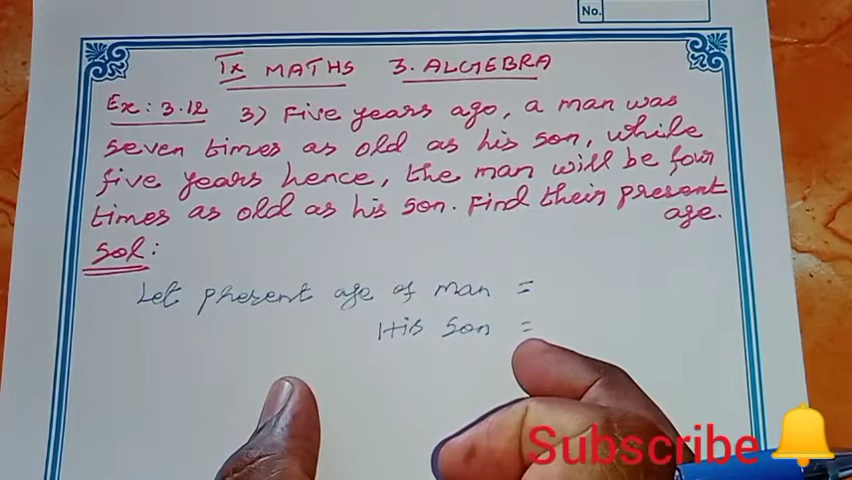 No.
IX MATHS 3. ALGEBRA
Ex: 3.12 3) Five years ago, a man was
seven times as old as his son, while
five years hence, the man will be four
times as old as his son. Find their present
age.
Sol:
Let present age of man =
His son =
Subscribe